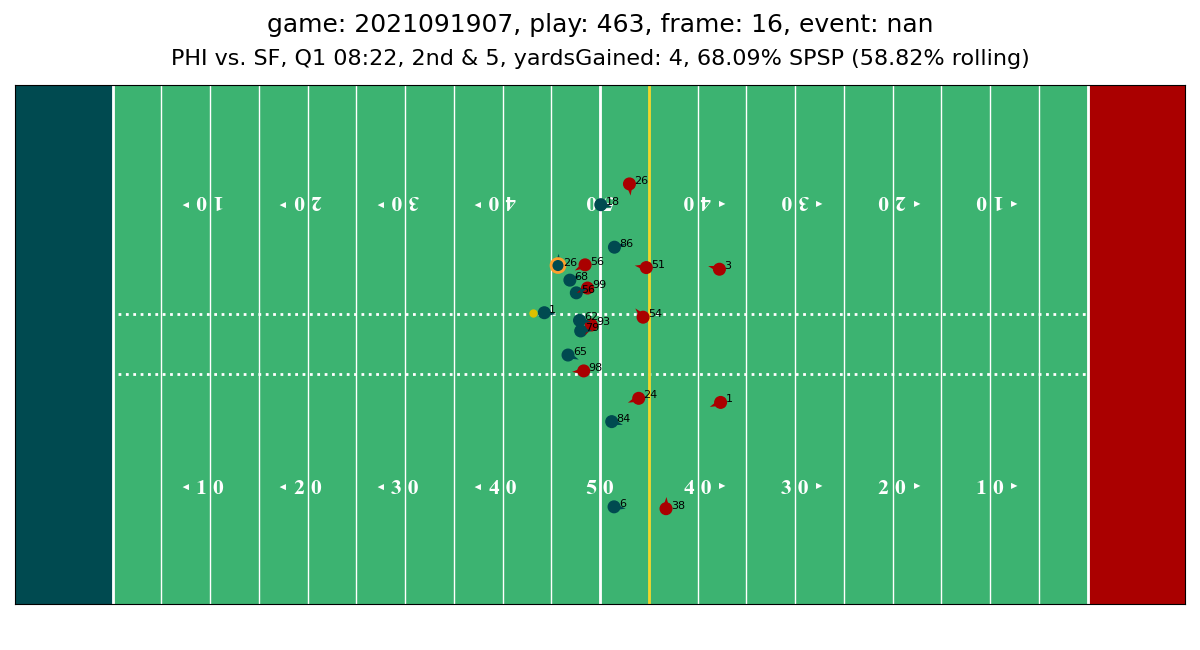 game: 2021091907, play: 463, frame: 16, event: nan
PHI vs. SF, Q1 08:22, 2nd & 5, yardsGained: 4, 68.09% SPSP (58.82% rolling)
26
10 20 30 40 50 40 30 20 10
18
86
26 56 51 3
68
99
1
62 93 54
65
98
24 1
84
10 20 30 40 50 40 30 20 10
6 38